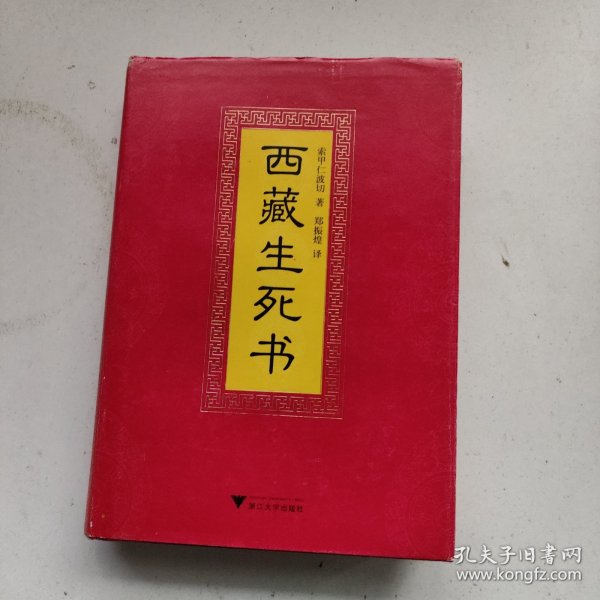 西藏生死书
索甲仁波切 著 郑振煌 译
浙江大学出版社
孔夫子旧书网
www.kongfz.com